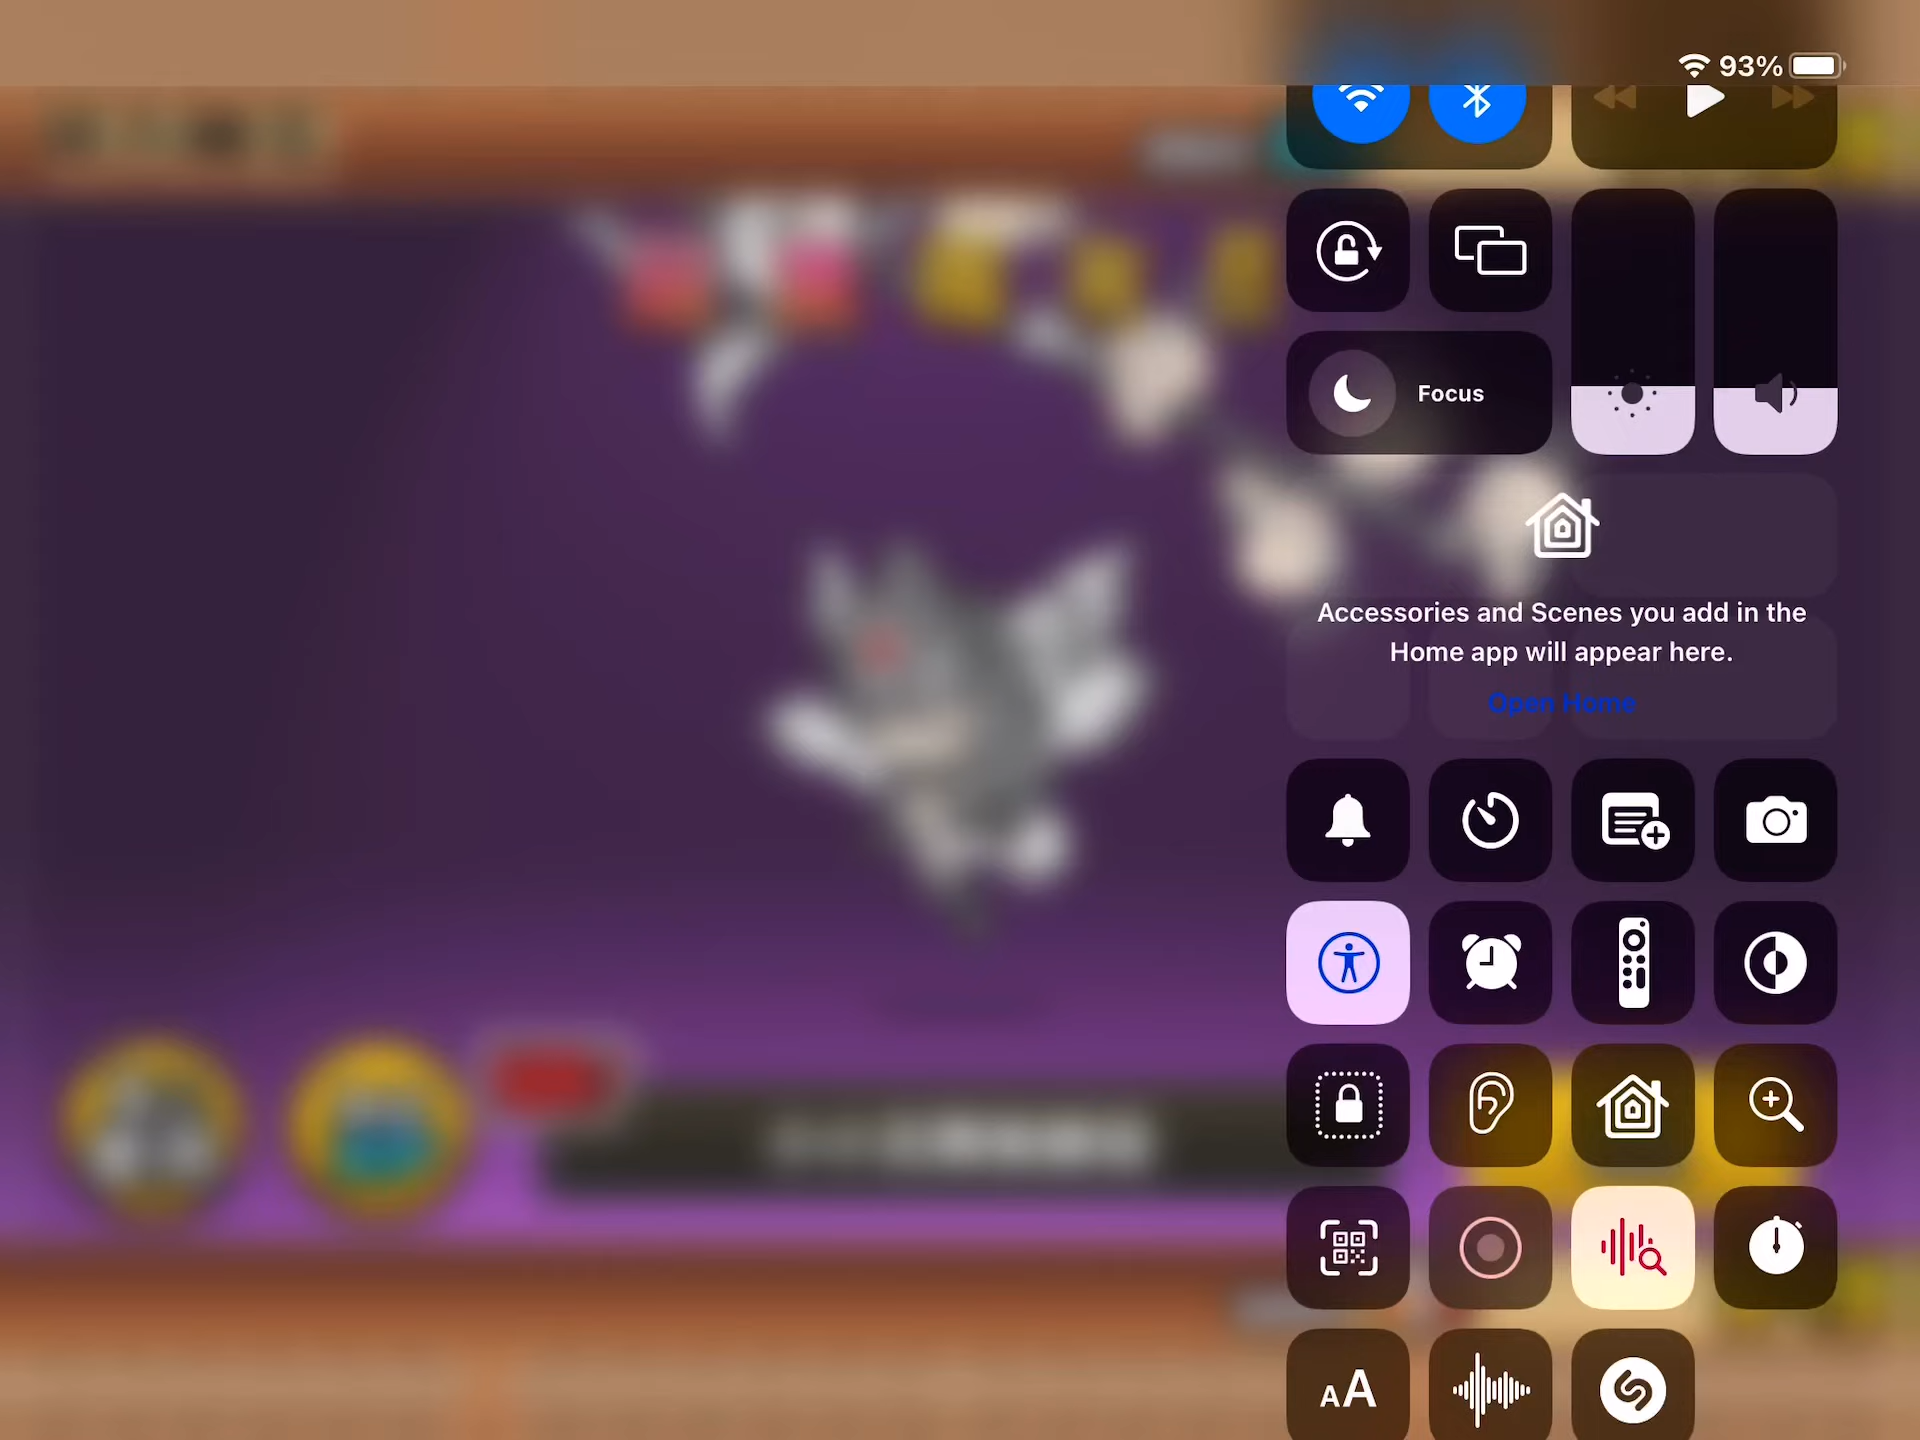 93%
Focus
Accessories and Scenes you add in the
Home app will appear here.
Open Home
AA